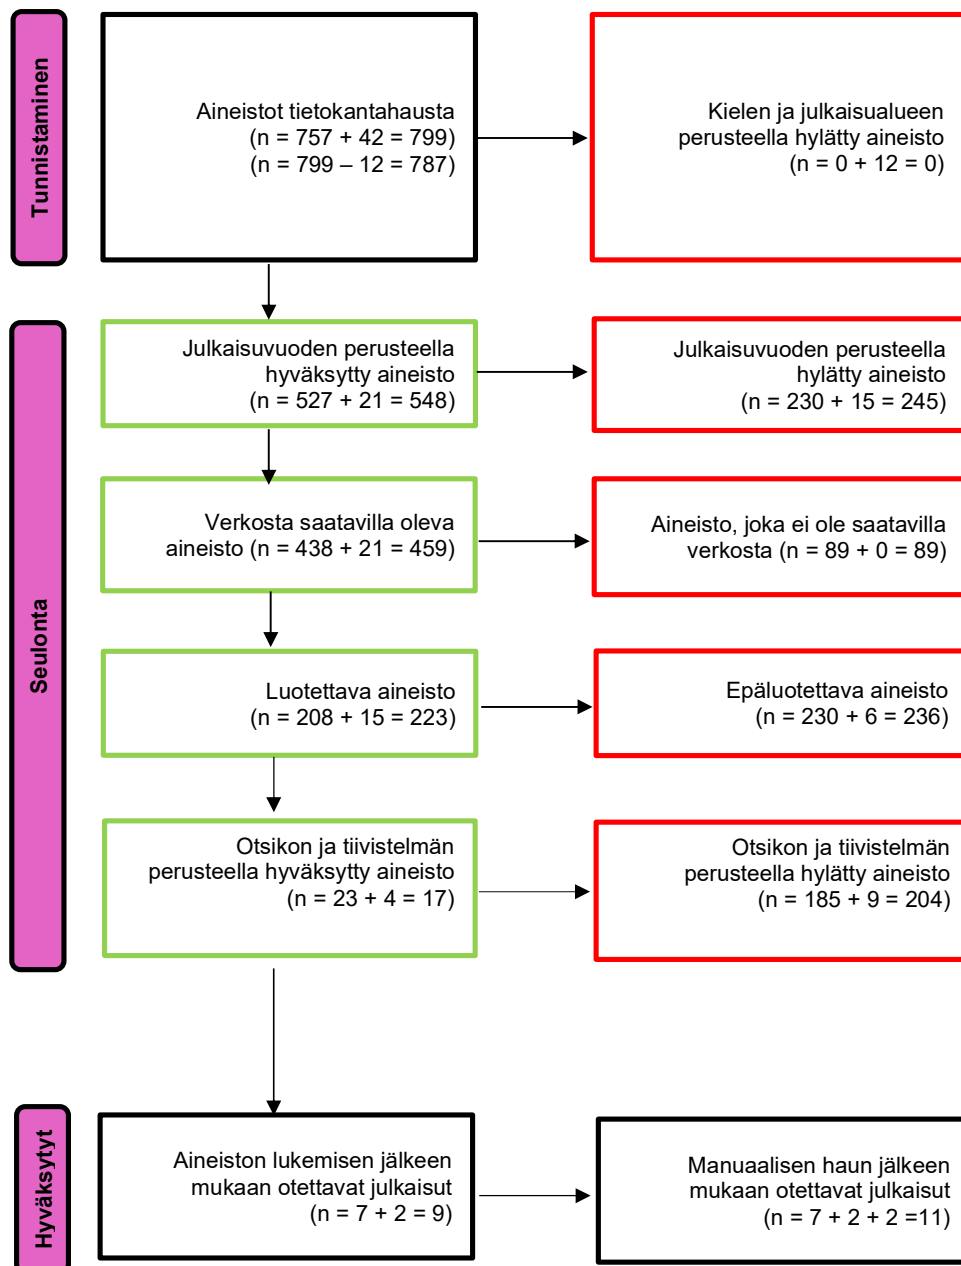 Tunnistaminen
Aineistot tietokantahausta
(n = 757 + 42 = 799)
(n = 799 – 12 = 787)
Kielen ja julkaisualueen
perusteella hylätty aineisto
(n = 0 + 12 = 0)
Seulonta
Julkaisuvuoden perusteella
hyväksytty aineisto
(n = 527 + 21 = 548)
Julkaisuvuoden perusteella
hylätty aineisto
(n = 230 + 15 = 245)
Verkosta saatavilla oleva
aineisto (n = 438 + 21 = 459)
Aineisto, joka ei ole saatavilla
verkosta (n = 89 + 0 = 89)
Luotettava aineisto
(n = 208 + 15 = 223)
Epäluotettava aineisto
(n = 230 + 6 = 236)
Otsikon ja tiivistelmän
perusteella hyväksytty aineisto
(n = 23 + 4 = 17)
Otsikon ja tiivistelmän
perusteella hylätty aineisto
(n = 185 + 9 = 204)
Hyväksytyt
Aineiston lukemisen jälkeen
mukaan otettavat julkaisut
(n = 7 + 2 = 9)
Manuaalisen haun jälkeen
mukaan otettavat julkaisut
(n = 7 + 2 + 2 =11)